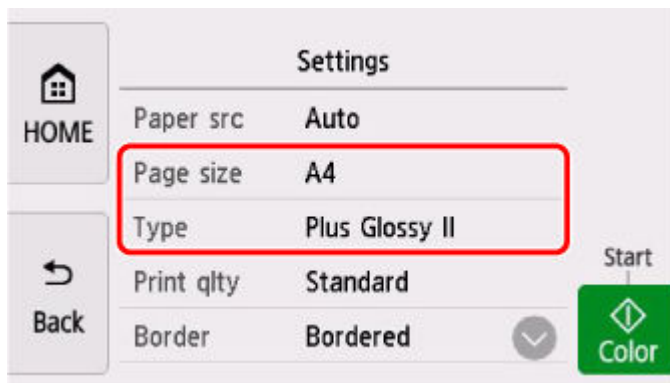 Settings
HOME
Paper src Auto
Page size A4
Type Plus Glossy II
Print qlty Standard
Border Bordered
Back
Start
Color